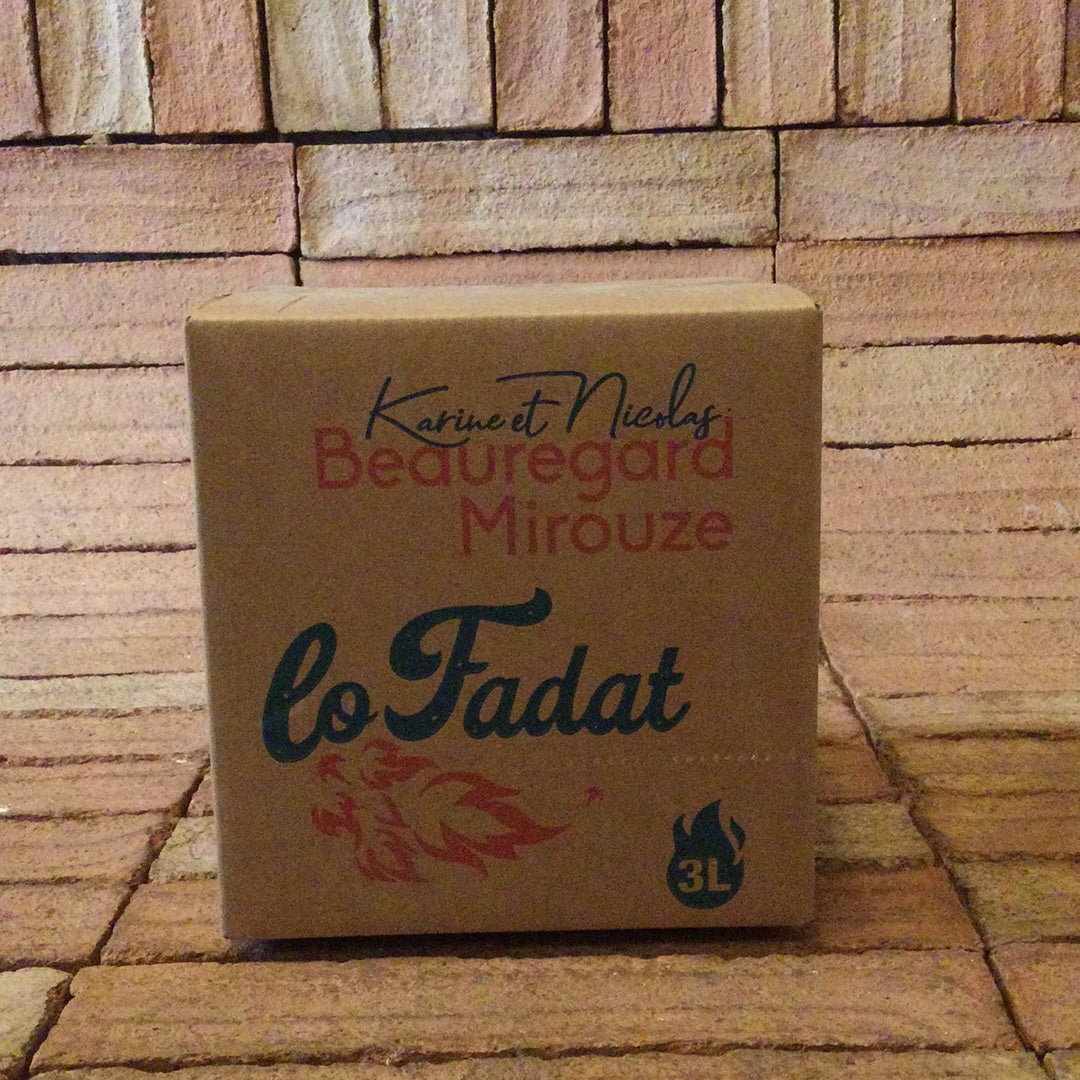 Karine et Nicolas
Beauregard
Mirouze
lo Fadat
3L